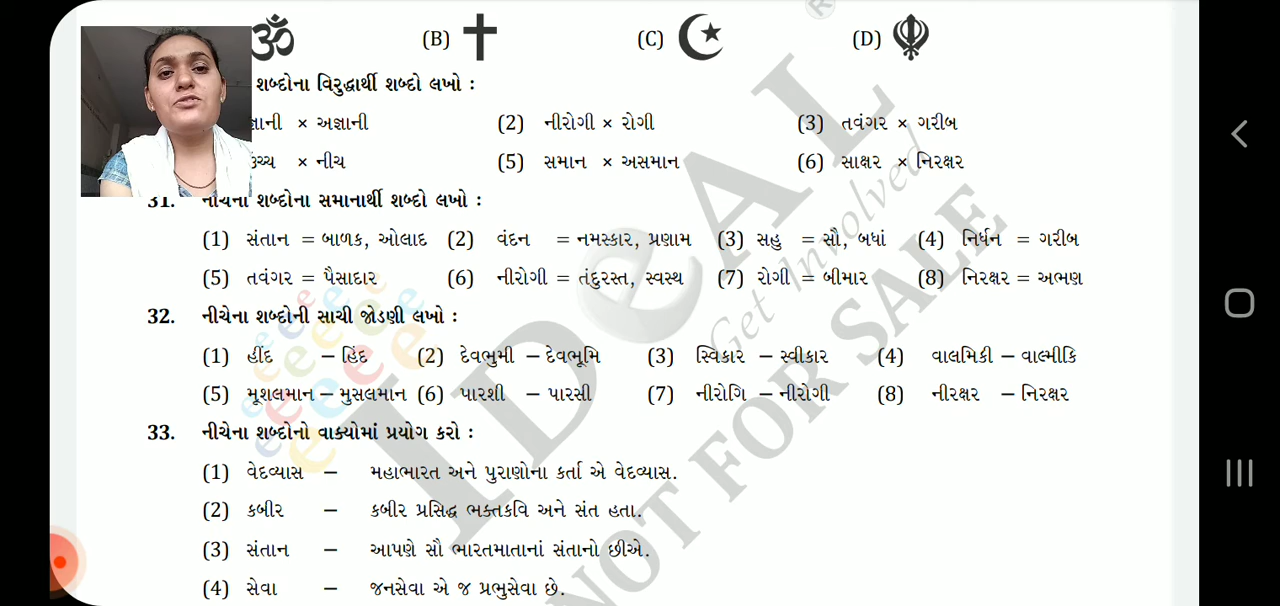 (B) (C) (D) ®
શબ્દોના વિરુદ્ધાર્થી શબ્દો લખો :
× અજ્ઞાની (2) નીરોગી × રોગી (3) તવંગર × ગરીબ
× નીચ (5) સમાન × અસમાન (6) સાક્ષર × નિરક્ષર
31. નીચેના શબ્દોના સમાનાર્થી શબ્દો લખો :
(1) સંતાન = બાળક, ઓલાદ (2) વંદન = નમસ્કાર, પ્રણામ (3) સહુ = સૌ, બધાં (4) નિર્ધન = ગરીબ
(5) તવંગર = પૈસાદાર (6) નીરોગી = તંદુરસ્ત, સ્વસ્થ (7) રોગી = બીમાર (8) નિરક્ષર = અભણ
32. નીચેના શબ્દોની સાચી જોડણી લખો :
(1) હીંદ – હિંદ (2) દેવભુમી – દેવભૂમિ (3) સ્વિકાર – સ્વીકાર (4) વાલમિકી – વાલ્મીકિ
(5) મૂશલમાન – મુસલમાન (6) પારશી – પારસી (7) નીરોગિ – નીરોગી (8) નીરક્ષર – નિરક્ષર
33. નીચેના શબ્દોનો વાક્યોમાં પ્રયોગ કરો :
(1) વેદવ્યાસ – મહાભારત અને પુરાણોના કર્તા એ વેદવ્યાસ.
(2) કબીર – કબીર પ્રસિદ્ધ ભક્તકવિ અને સંત હતા.
(3) સંતાન – આપણે સૌ ભારતમાતાનાં સંતાનો છીએ.
(4) સેવા – જનસેવા એ જ પ્રભુસેવા છે.
IDeAL
Get Involved
NOT FOR SALE